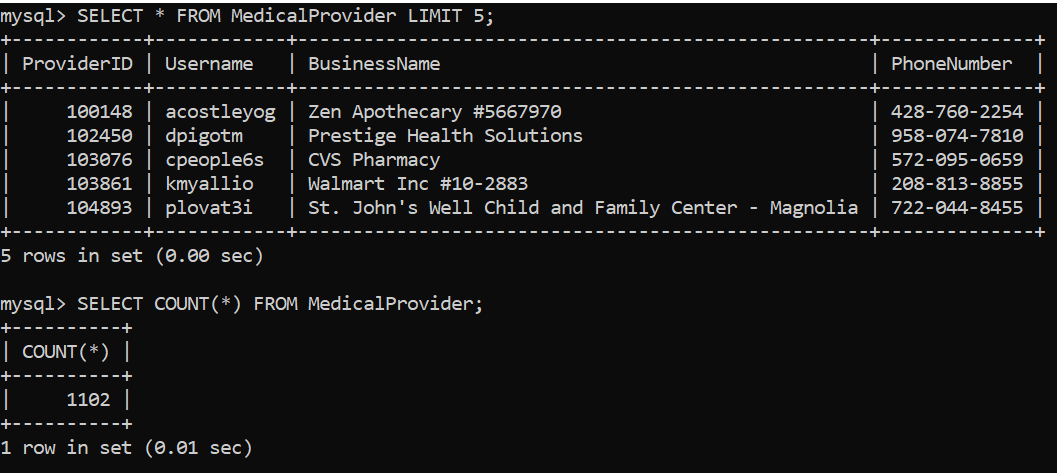 mysql> SELECT * FROM MedicalProvider LIMIT 5;
+------------+------------+----------------------------------------------------+--------------+
| ProviderID | Username   | BusinessName                                       | PhoneNumber  |
+------------+------------+----------------------------------------------------+--------------+
|     100148 | acostleyog | Zen Apothecary #5667970                            | 428-760-2254 |
|     102450 | dpigotm    | Prestige Health Solutions                          | 958-074-7810 |
|     103076 | cpeople6s  | CVS Pharmacy                                       | 572-095-0659 |
|     103861 | kmyallio   | Walmart Inc #10-2883                               | 208-813-8855 |
|     104893 | plovat3i   | St. John's Well Child and Family Center - Magnolia | 722-044-8455 |
+------------+------------+----------------------------------------------------+--------------+
5 rows in set (0.00 sec)

mysql> SELECT COUNT(*) FROM MedicalProvider;
+----------+
| COUNT(*) |
+----------+
|     1102 |
+----------+
1 row in set (0.01 sec)